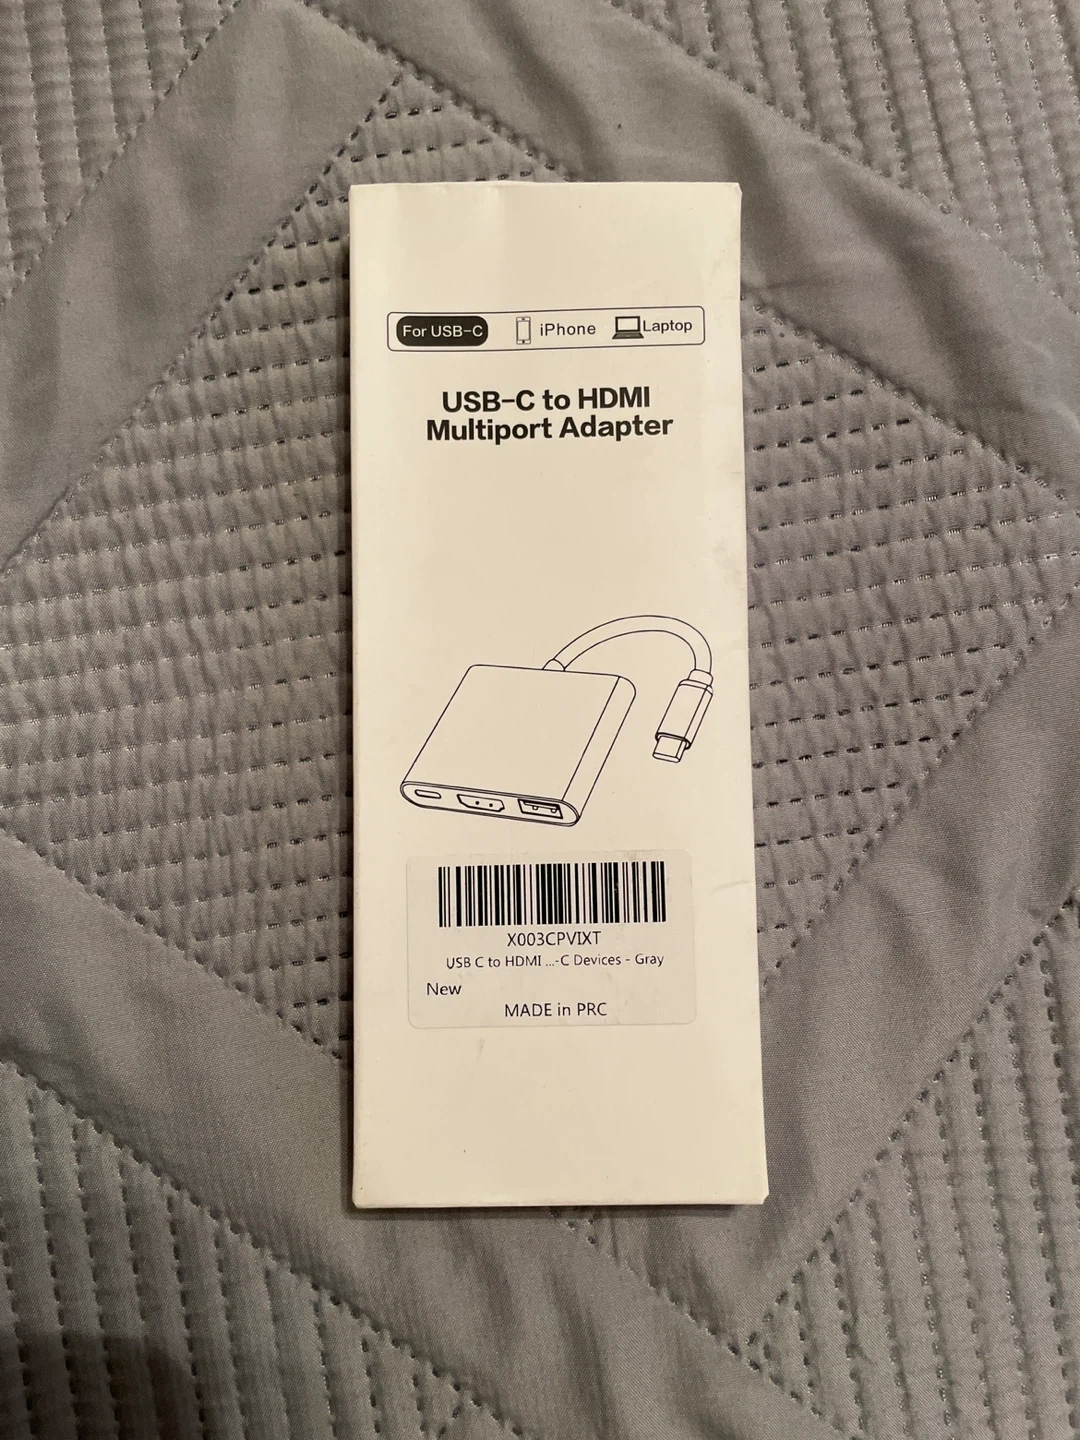 For USB-C iPhone Laptop
USB-C to HDMI
Multiport Adapter
X003CPVIXT
USB C to HDMI ...-C Devices - Gray
New
MADE in PRC